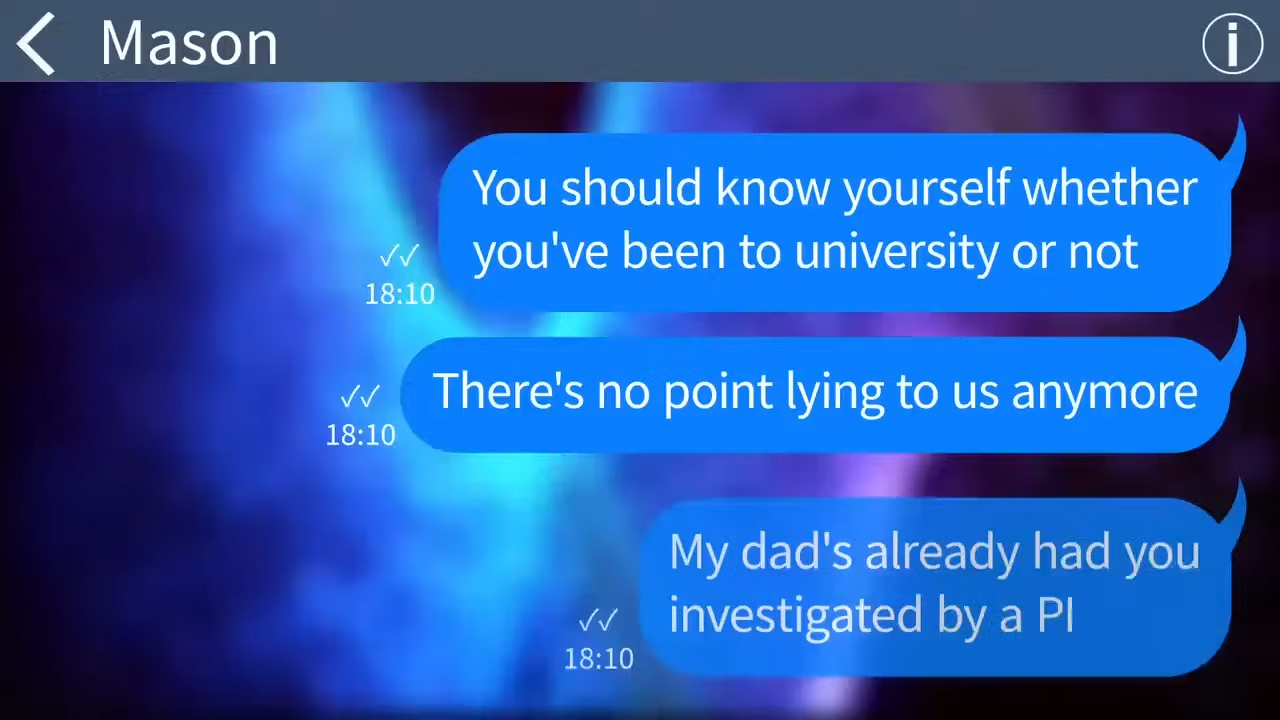 Mason
You should know yourself whether
you've been to university or not
18:10
There's no point lying to us anymore
18:10
My dad's already had you
investigated by a PI
18:10